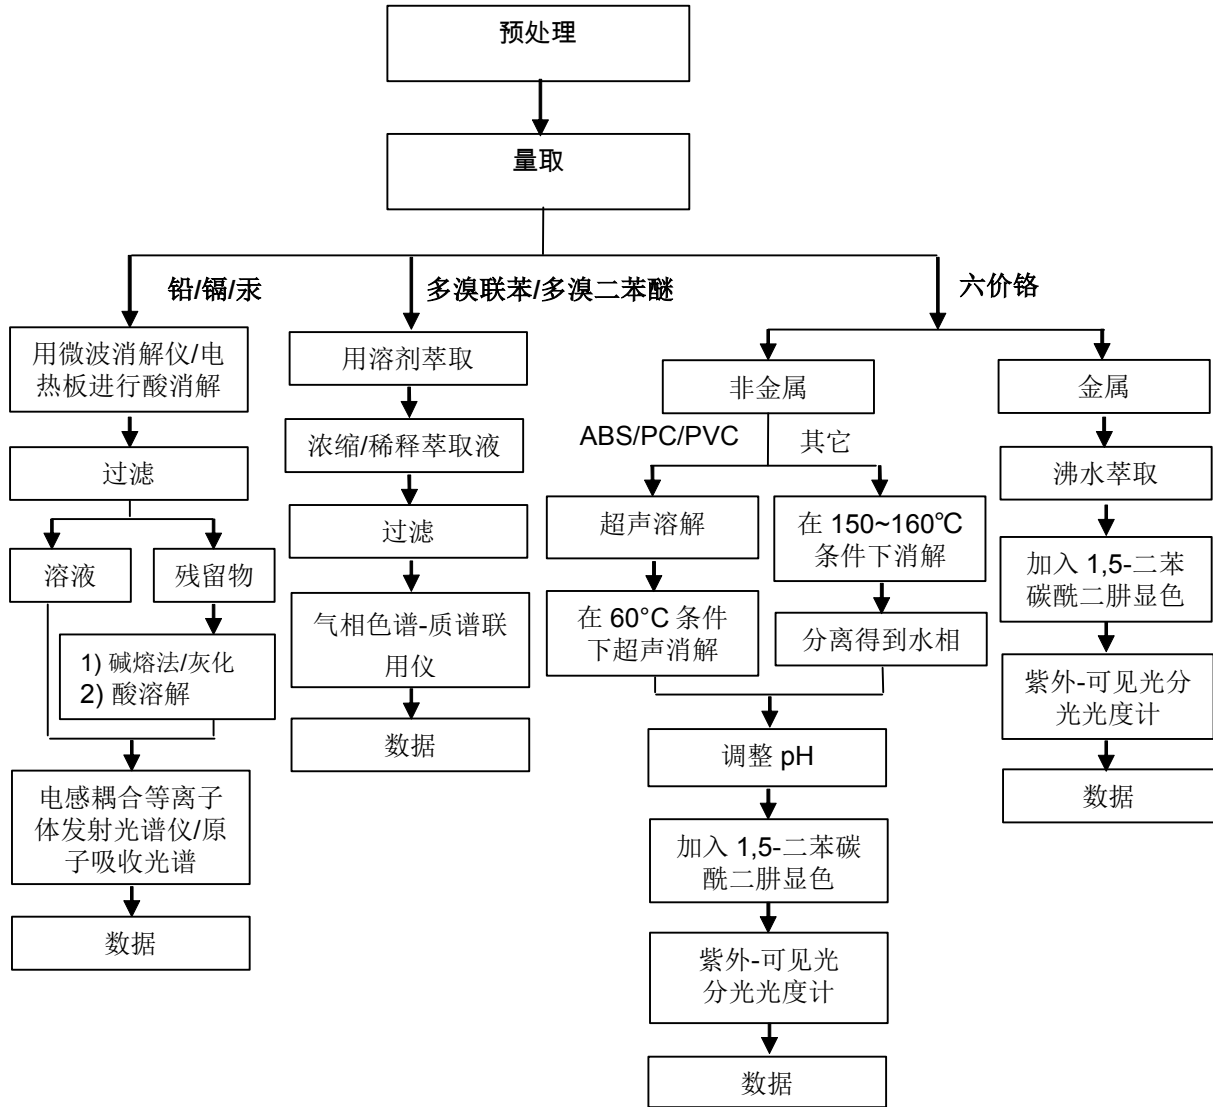 预处理
量取
铅/镉/汞
多溴联苯/多溴二苯醚
六价铬
用微波消解仪/电
热板进行酸消解
过滤
溶液
残留物
1) 碱熔法/灰化
2) 酸溶解
电感耦合等离子
体发射光谱仪/原
子吸收光谱
数据
用溶剂萃取
浓缩/稀释萃取液
过滤
气相色谱-质谱联
用仪
数据
非金属
ABS/PC/PVC
其它
超声溶解
在 60°C 条件
下超声消解
在 150~160℃
条件下消解
分离得到水相
调整 pH
加入 1,5-二苯碳
酰二肼显色
紫外-可见光
分光光度计
数据
金属
沸水萃取
加入 1,5-二苯
碳酰二肼显色
紫外-可见光分
光光度计
数据